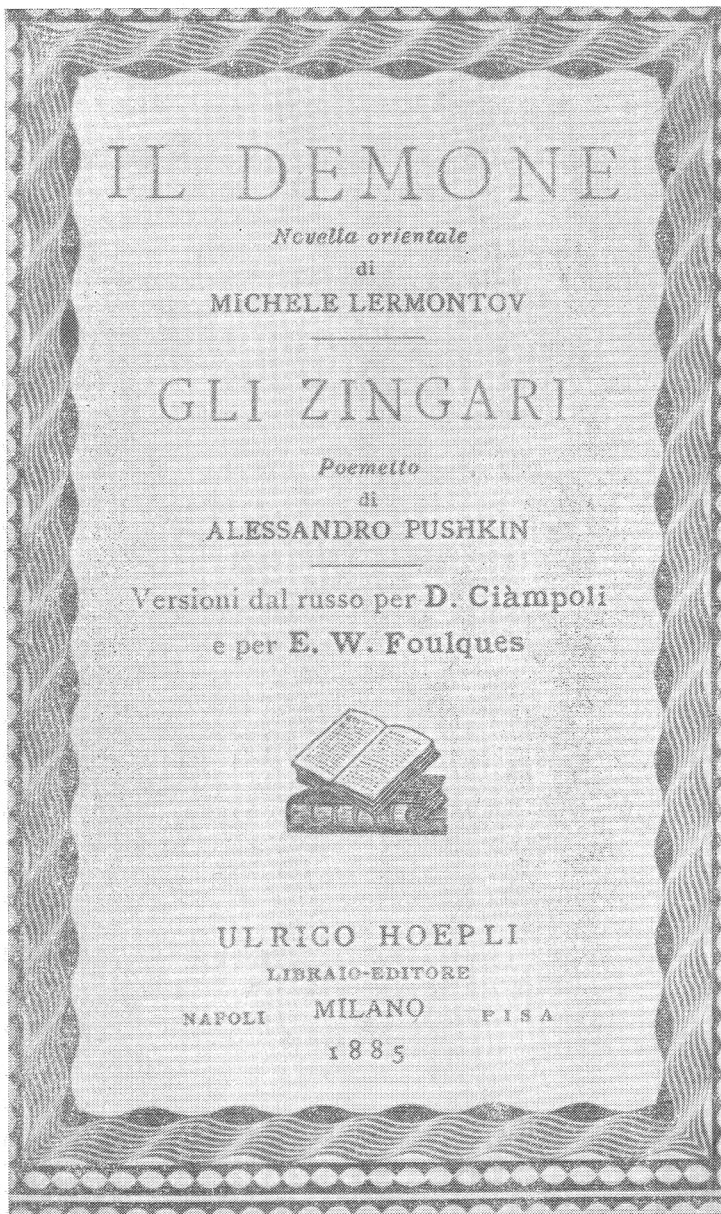 IL DEMONE
Novella orientale
di
MICHELE LERMONTOV
GLI ZINGARI
Poemetto
di
ALESSANDRO PUSHKIN
Versioni dal russo per D. Ciàmpoli
e per E. W. Foulques
ULRICO HOEPLI
LIBRAIO-EDITORE
NAPOLI MILANO PISA
1885